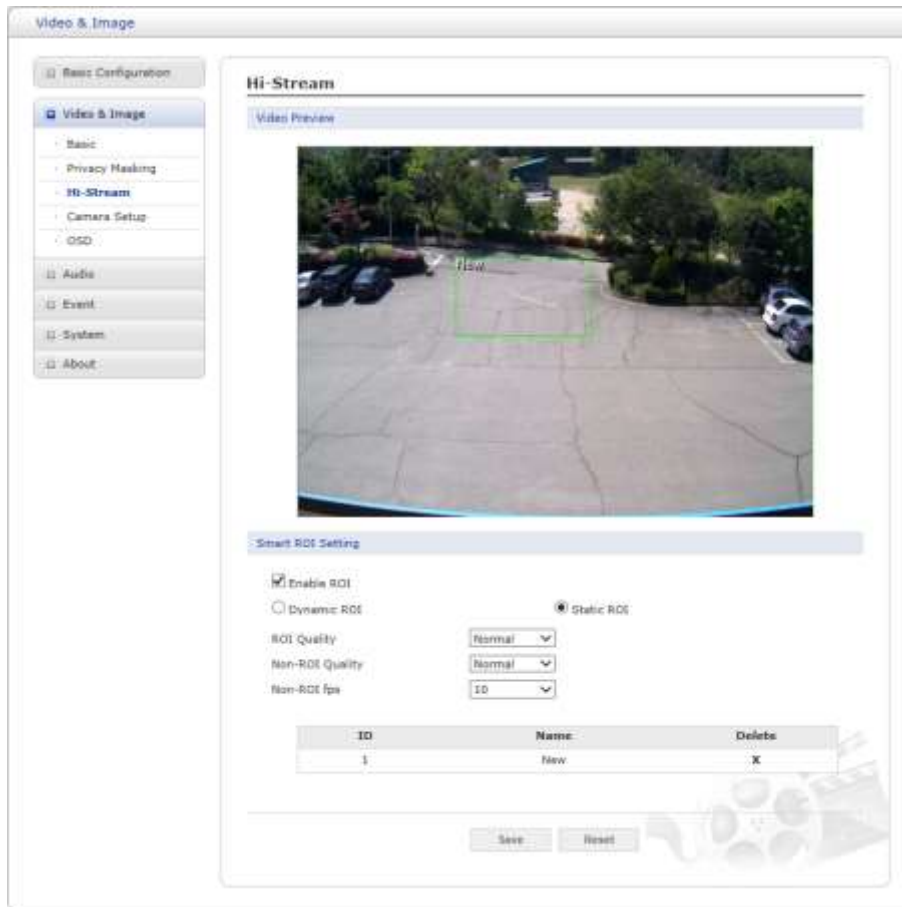 Video & Image
Basic Configuration
Video & Image
Basic
Privacy Masking
Hi-Stream
Camera Setup
OSD
Audio
Event
System
About
Hi-Stream
Video Preview
New
Smart ROI Setting
Enable ROI
Dynamic ROI
Static ROI
ROI Quality
Normal
Non-ROI Quality
Normal
Non-ROI fps
10
ID Name Delete
1 New X
Save Reset